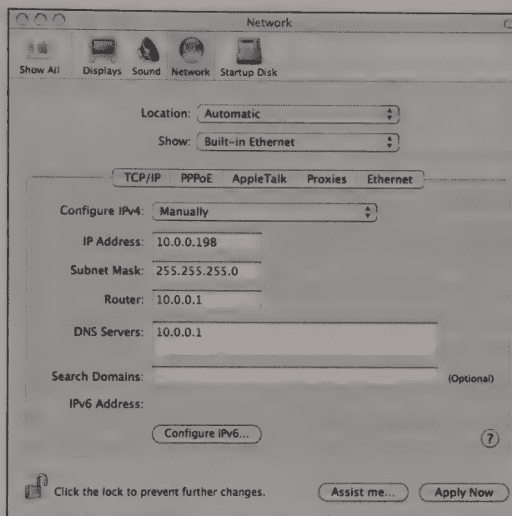 Network
Show All Displays Sound Network Startup Disk
Location: Automatic
Show: Built-in Ethernet
TCP/IP PPPoE AppleTalk Proxies Ethernet
Configure IPv4: Manually
IP Address: 10.0.0.198
Subnet Mask: 255.255.255.0
Router: 10.0.0.1
DNS Servers: 10.0.0.1
Search Domains: (Optional)
IPv6 Address:
Configure IPv6...
?
Click the lock to prevent further changes. Assist me... Apply Now